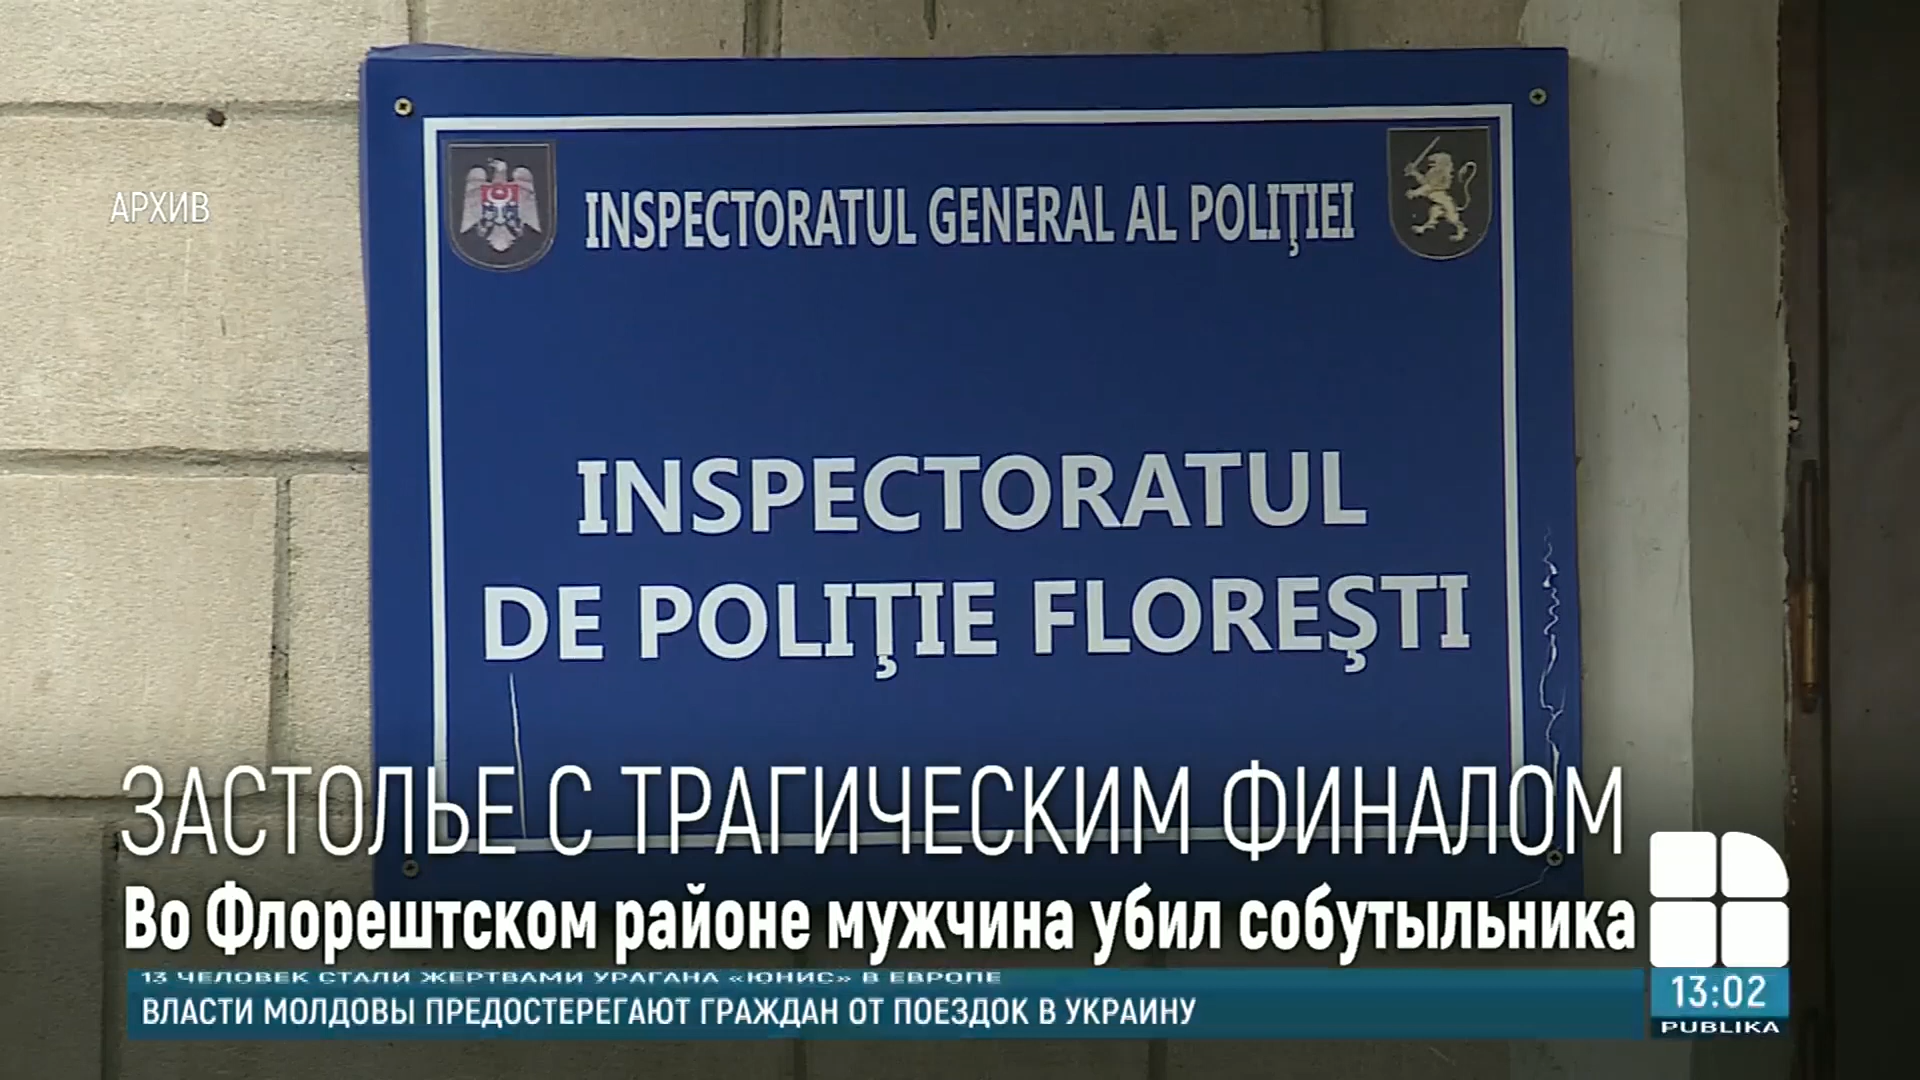 АРХИВ
INSPECTORATUL GENERAL AL POLIŢIEI
INSPECTORATUL
DE POLIŢIE FLOREŞTI
ЗАСТОЛЬЕ С ТРАГИЧЕСКИМ ФИНАЛОМ
Во Флорештском районе мужчина убил собутыльника
13 ЧЕЛОВЕК СТАЛИ ЖЕРТВАМИ УРАГАНА «ЮНИС» В ЕВРОПЕ
ВЛАСТИ МОЛДОВЫ ПРЕДОСТЕРЕГАЮТ ГРАЖДАН ОТ ПОЕЗДОК В УКРАИНУ
13:02
PUBLIKA